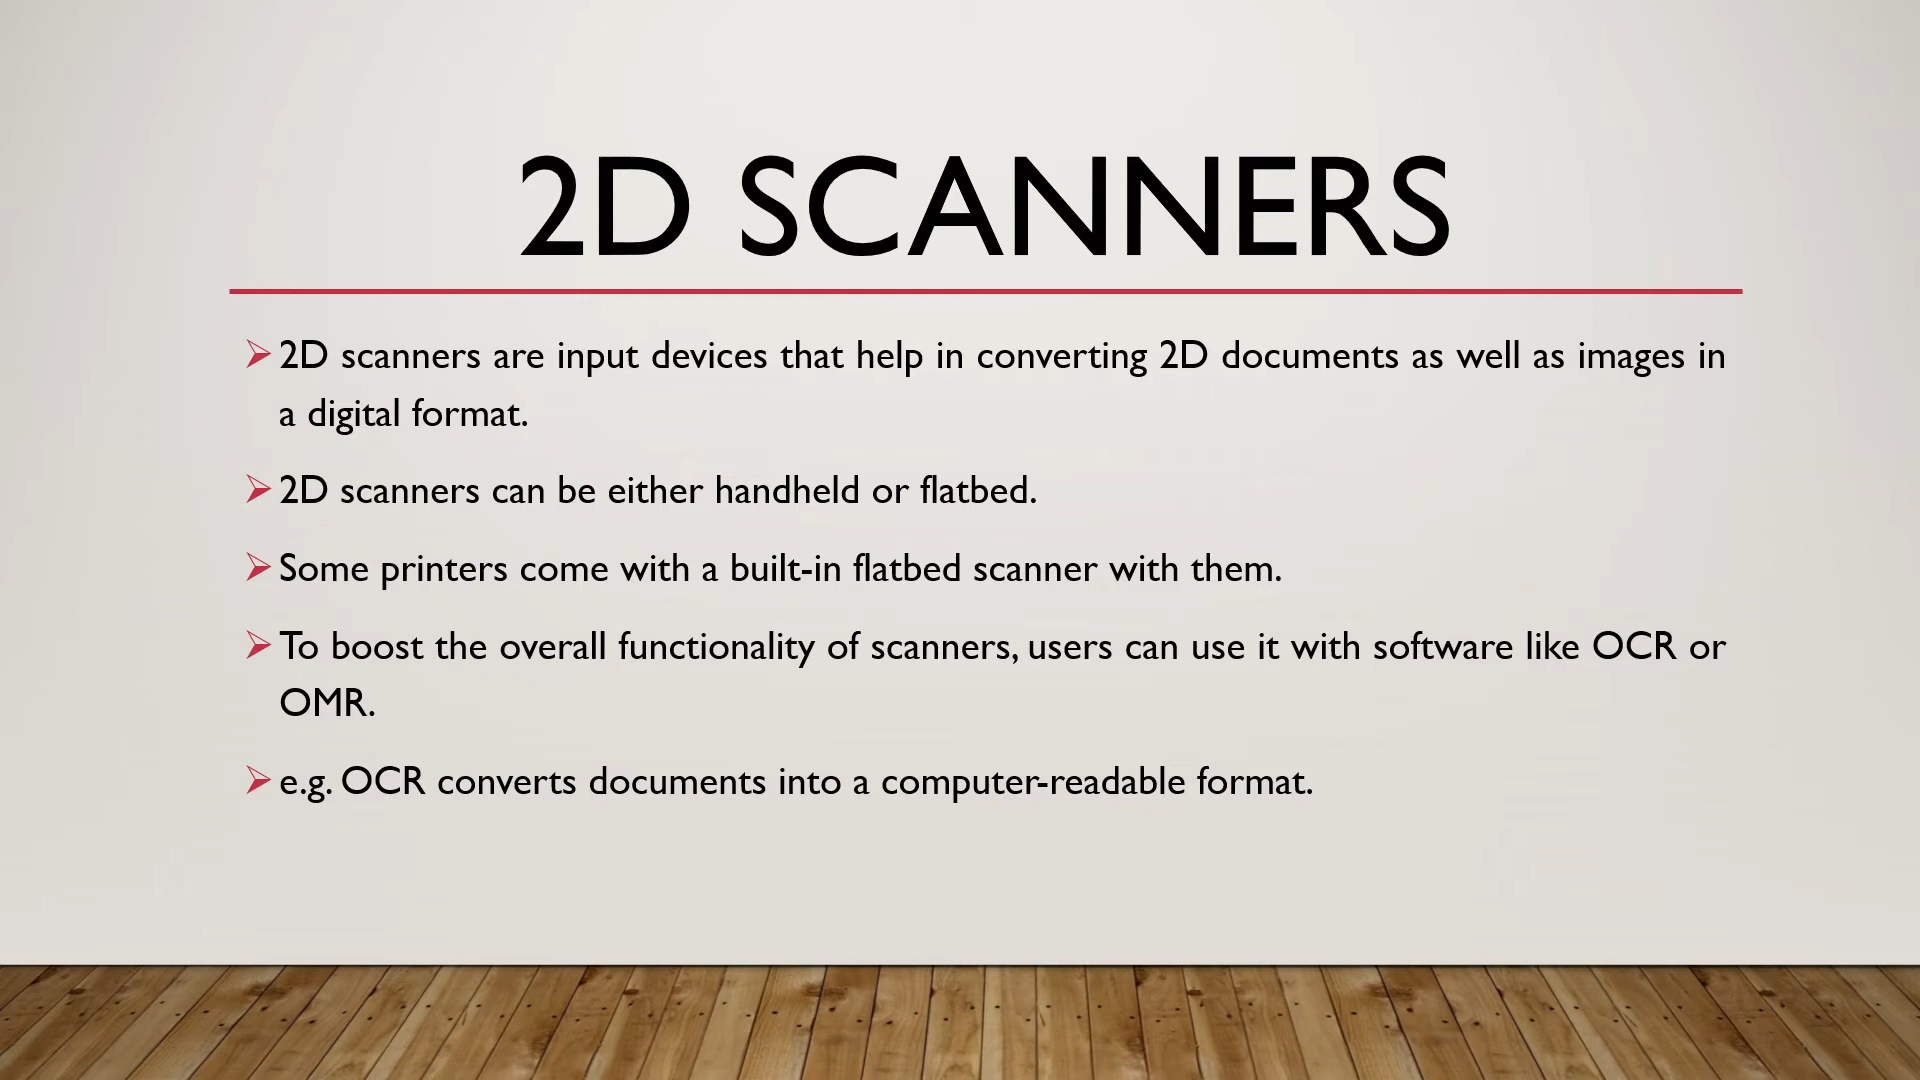 2D SCANNERS
➢2D scanners are input devices that help in converting 2D documents as well as images in
a digital format.
➢2D scanners can be either handheld or flatbed.
➢Some printers come with a built-in flatbed scanner with them.
➢To boost the overall functionality of scanners, users can use it with software like OCR or
OMR.
➢e.g. OCR converts documents into a computer-readable format.